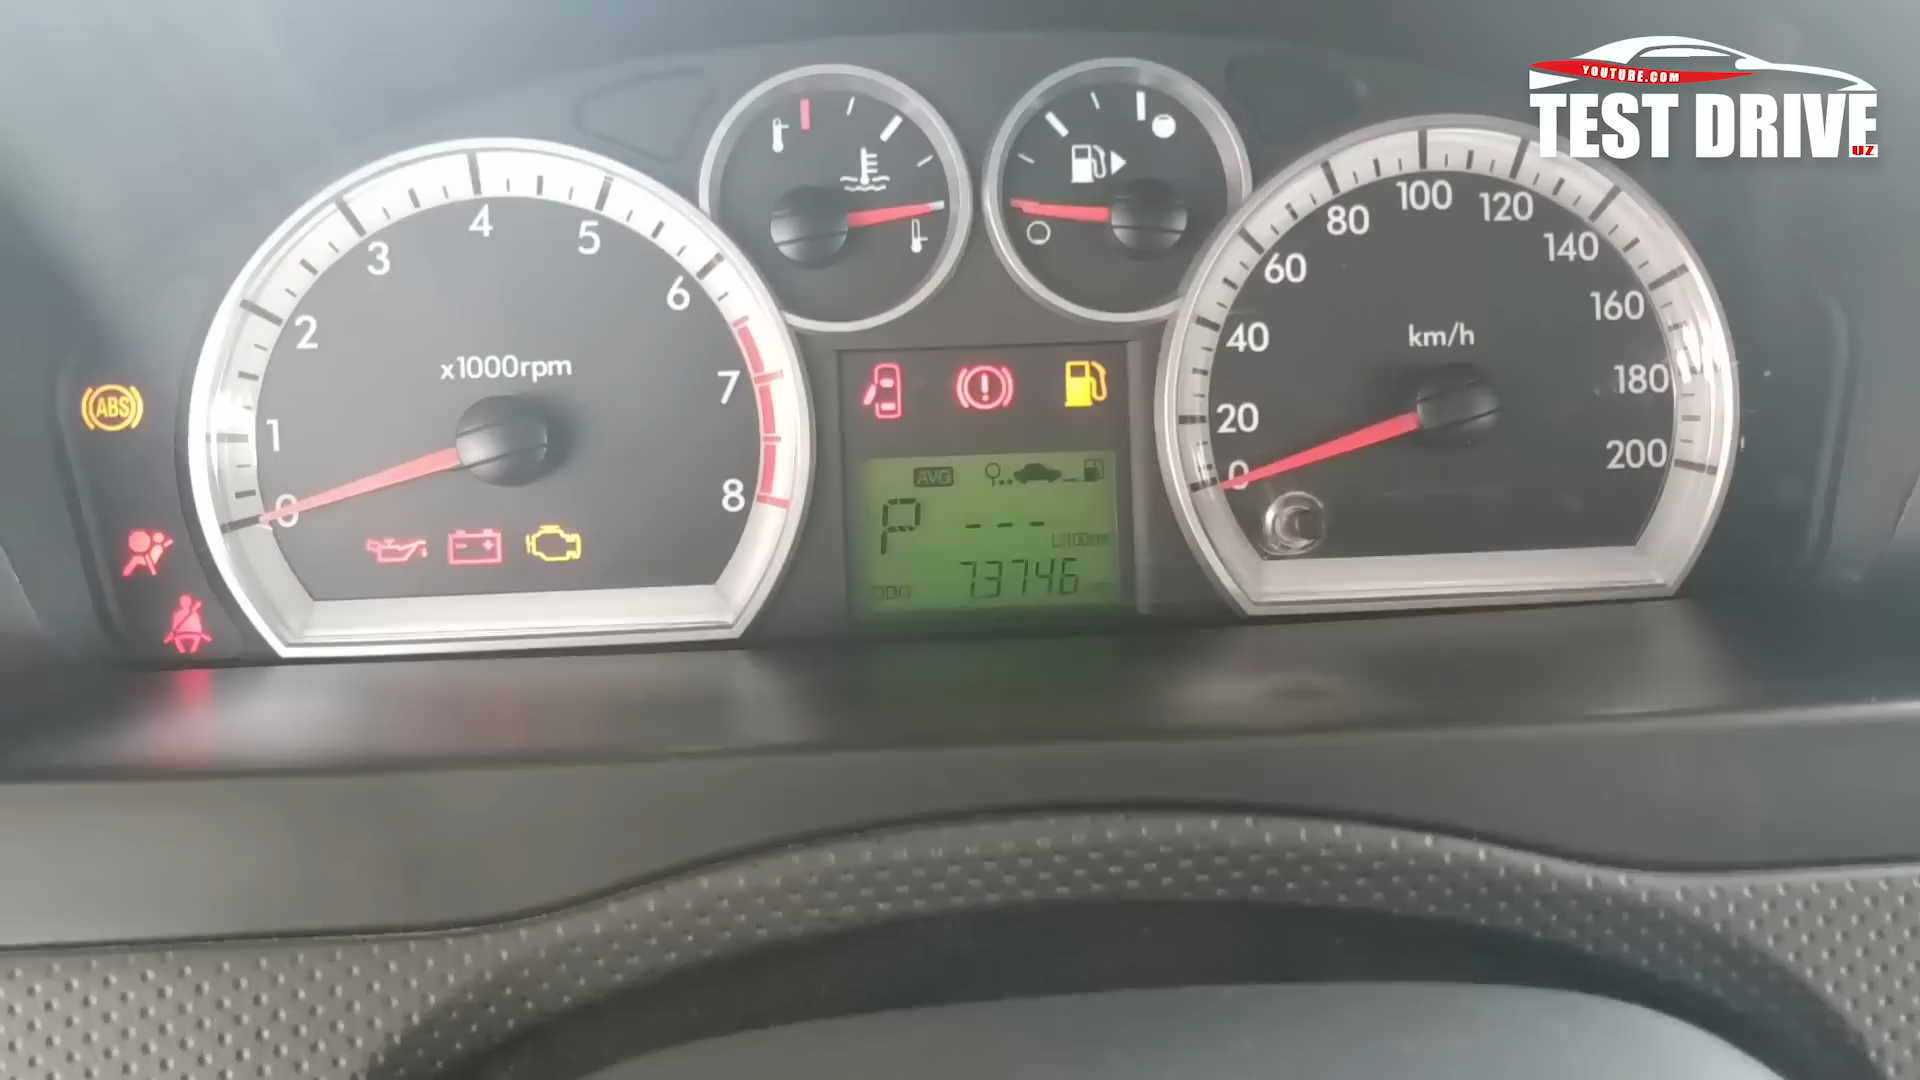 YOUTUBE.COM
TEST DRIVE
UZ
4
5
3
6
2
x1000rpm
7
1
8
0
ABS
100
80
120
60
140
40
160
km/h
180
20
200
0
AVG
P ---
L/100km
ODO 73746